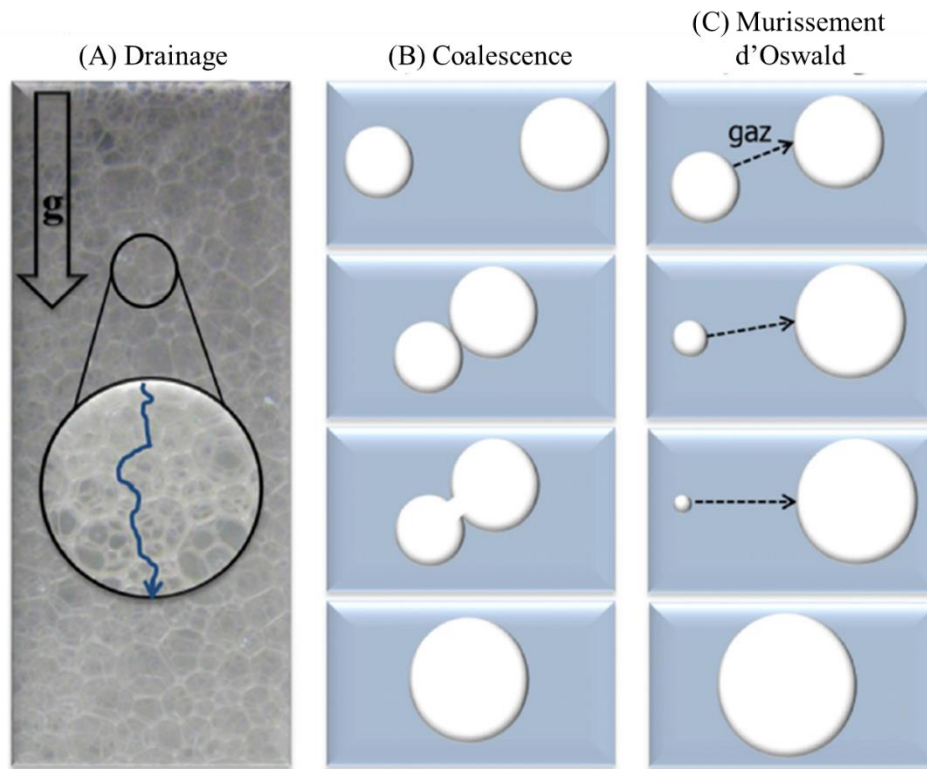 (A) Drainage
(B) Coalescence
(C) Murissement
d’Oswald
g
gaz